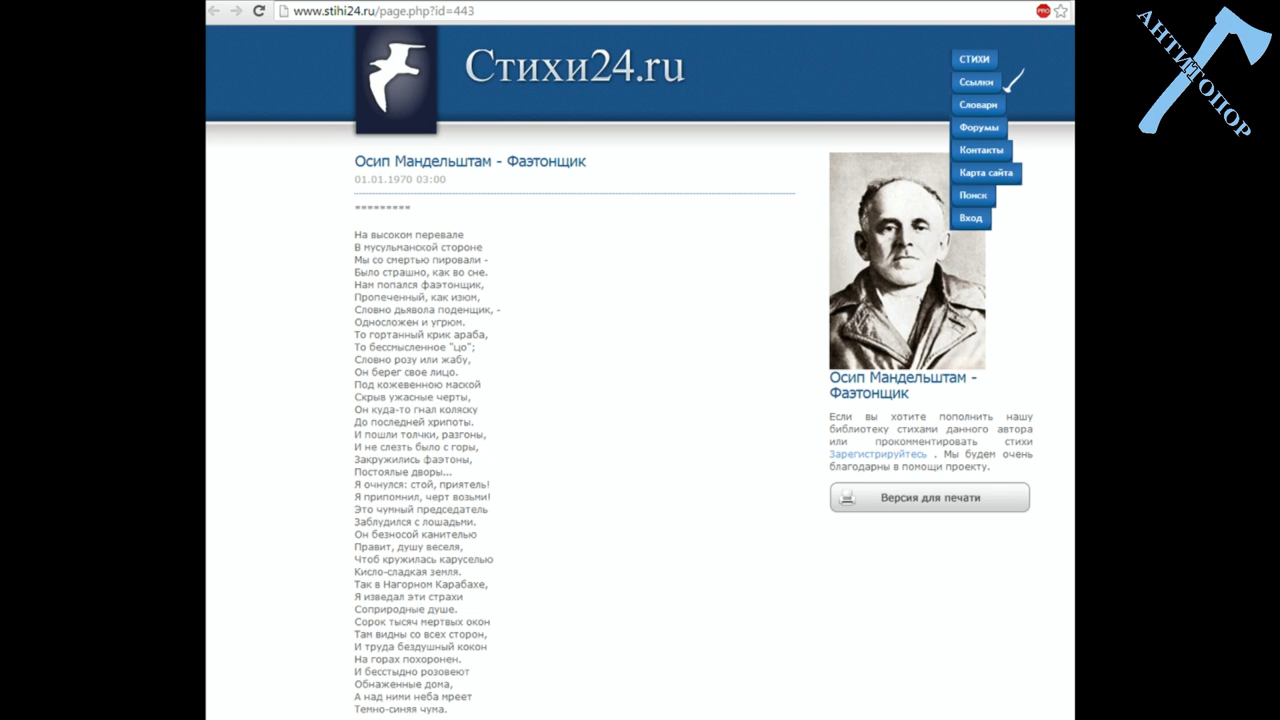 www.stihi24.ru/page.php?id=443
PRO
АНТИТОПОР
Стихи24.ru
СТИХИ
Ссылки
Словари
Форумы
Контакты
Карта сайта
Поиск
Вход
Осип Мандельштам - Фаэтонщик
01.01.1970 03:00
*********
На высоком перевале
В мусульманской стороне
Мы со смертью пировали -
Было страшно, как во сне.
Нам попался фаэтонщик,
Пропеченный, как изюм,
Словно дьявола поденщик, -
Односложен и угрюм.
То гортанный крик араба,
То бессмысленное "цо";
Словно розу или жабу,
Он берег свое лицо.
Под кожевенною маской
Скрыв ужасные черты,
Он куда-то гнал коляску
До последней хрипоты.
И пошли толчки, разгоны,
И не слезть было с горы,
Закружились фаэтоны,
Постоялые дворы...
Я очнулся: стой, приятель!
Я припомнил, черт возьми!
Это чумный председатель
Заблудился с лошадьми.
Он безносой канителью
Правит, душу веселя,
Чтоб кружилась каруселью
Кисло-сладкая земля.
Так в Нагорном Карабахе,
Я изведал эти страхи
Соприродные душе.
Сорок тысяч мертвых окон
Там видны со всех сторон,
И труда бездушный кокон
На горах похоронен.
И бесстыдно розовеют
Обнаженные дома,
А над ними неба мреет
Темно-синяя чума.
Осип Мандельштам -
Фаэтонщик
Если вы хотите пополнить нашу
библиотеку стихами данного автора
или прокомментировать стихи
Зарегистрируйтесь . Мы будем очень
благодарны в помощи проекту.
Версия для печати